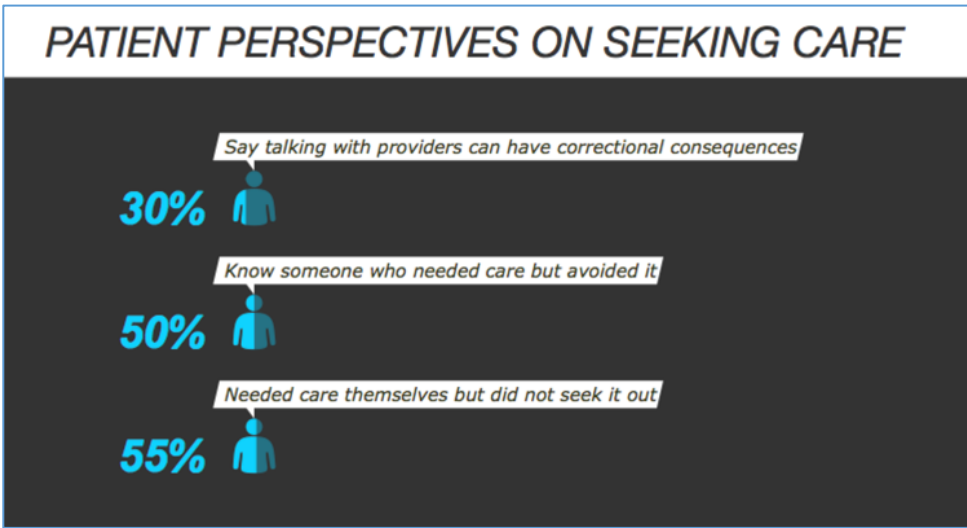 PATIENT PERSPECTIVES ON SEEKING CARE
Say talking with providers can have correctional consequences
30%
Know someone who needed care but avoided it
50%
Needed care themselves but did not seek it out
55%